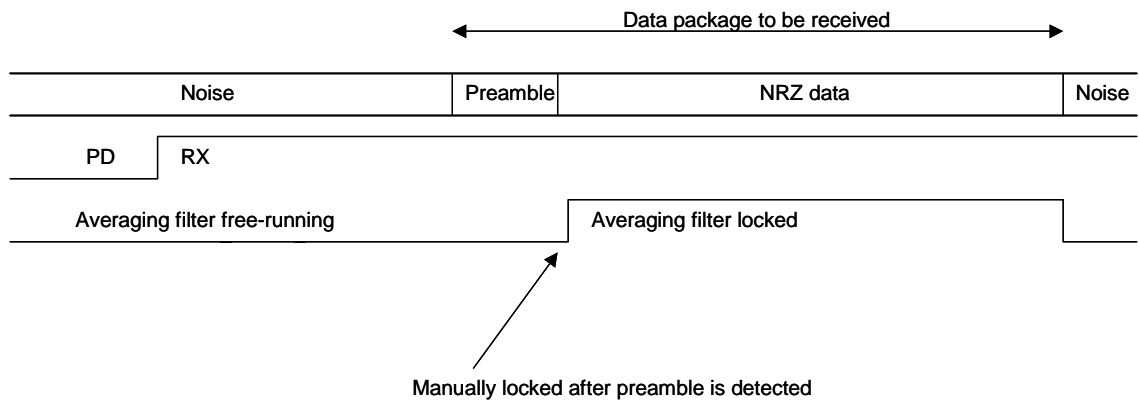 Data package to be received
Noise Preamble NRZ data Noise
PD RX
Averaging filter free-running Averaging filter locked
Manually locked after preamble is detected